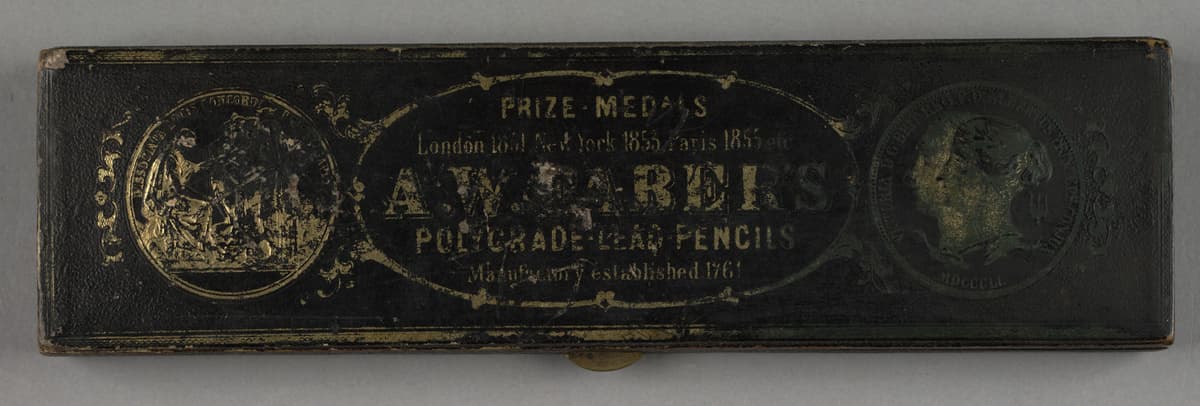 PRIZE-MEDALS
London 1851 New York 1853 Paris 1855 etc
A.W. FABER'S
POLYGRADE-LEAD-PENCILS
Manufactory established 1761
MDCCCLI